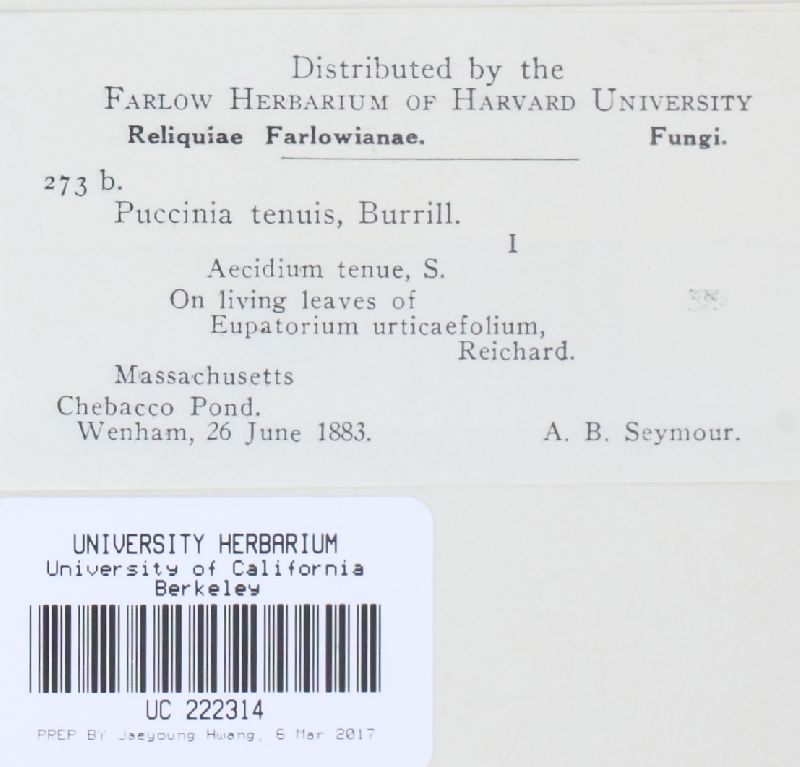 Distributed by the
FARLOW HERBARIUM OF HARVARD UNIVERSITY
Reliquiae Farlowianae. Fungi.
273 b.
Puccinia tenuis, Burrill.
I
Aecidium tenue, S.
On living leaves of
Eupatorium urticaefolium,
Reichard.
Massachusetts
Chebacco Pond.
Wenham, 26 June 1883. A. B. Seymour.
UNIVERSITY HERBARIUM
University of California
Berkeley
UC 222314
PREP BY Jaeyoung Hwang, 6 Mar 2017